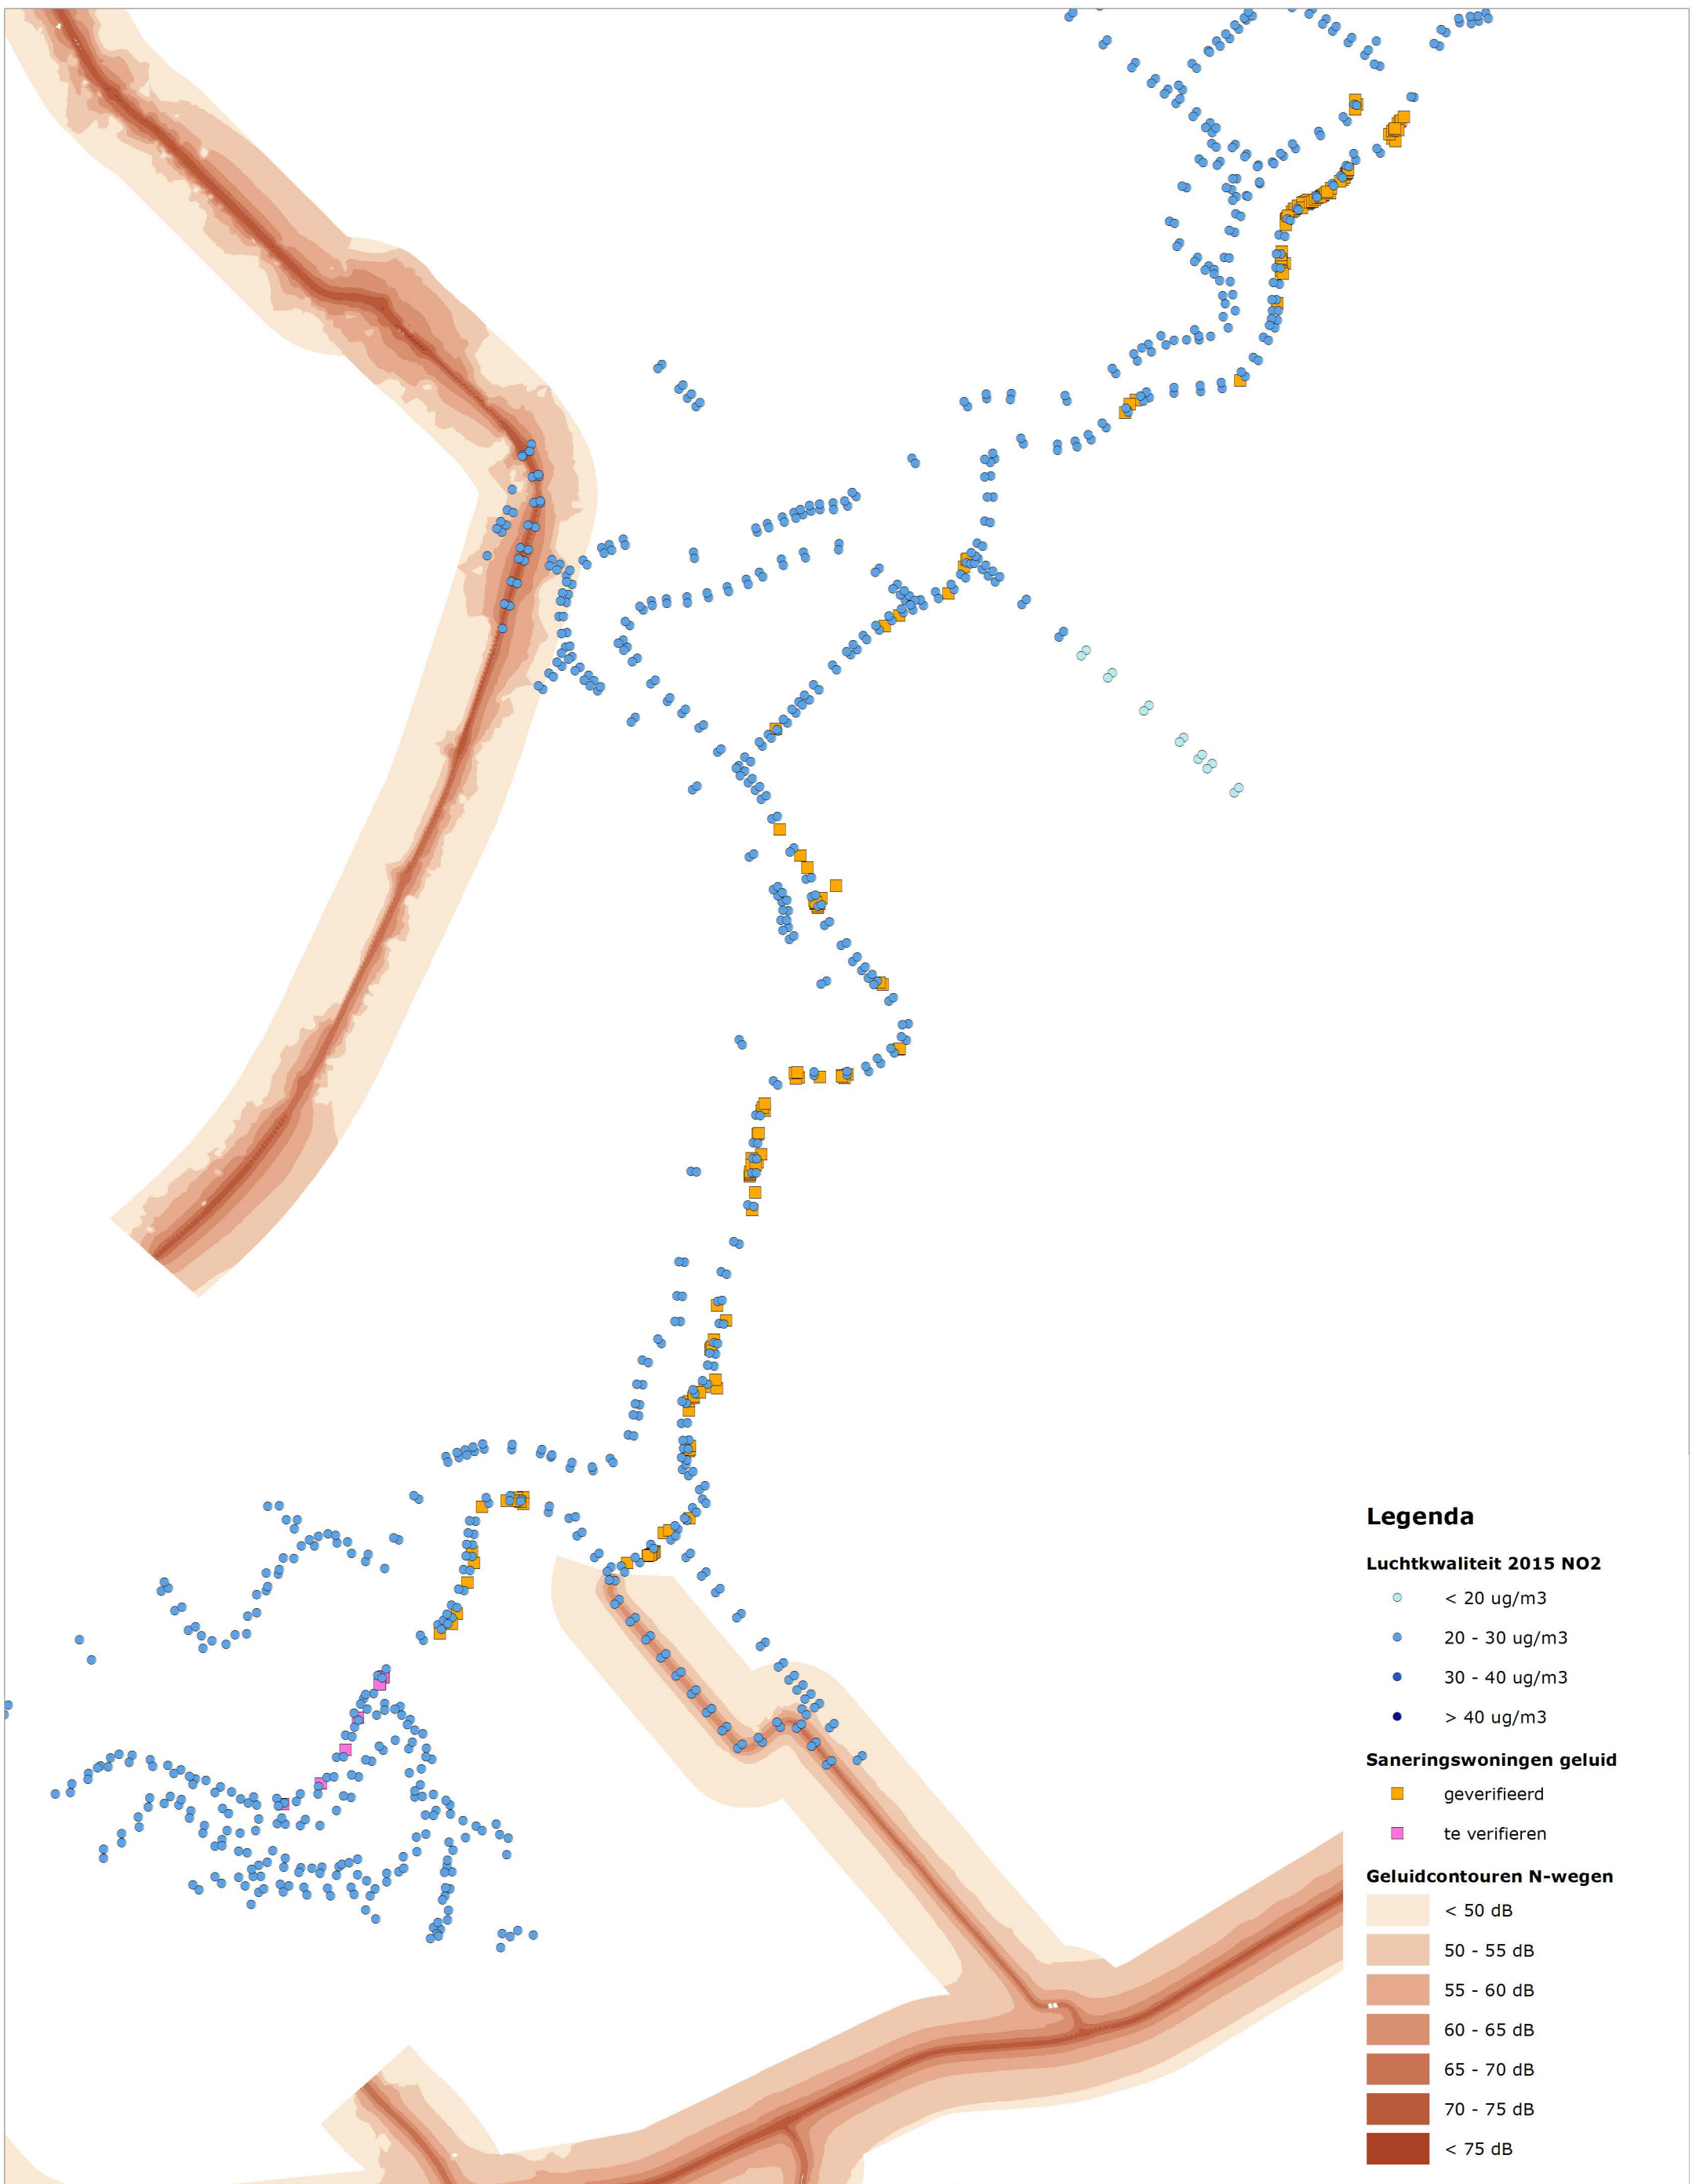 Legenda
Luchtkwaliteit 2015 NO2
< 20 ug/m3
20 - 30 ug/m3
30 - 40 ug/m3
> 40 ug/m3
Saneringswoningen geluid
geverifieerd
te verifieren
Geluidcontouren N-wegen
< 50 dB
50 - 55 dB
55 - 60 dB
60 - 65 dB
65 - 70 dB
70 - 75 dB
< 75 dB